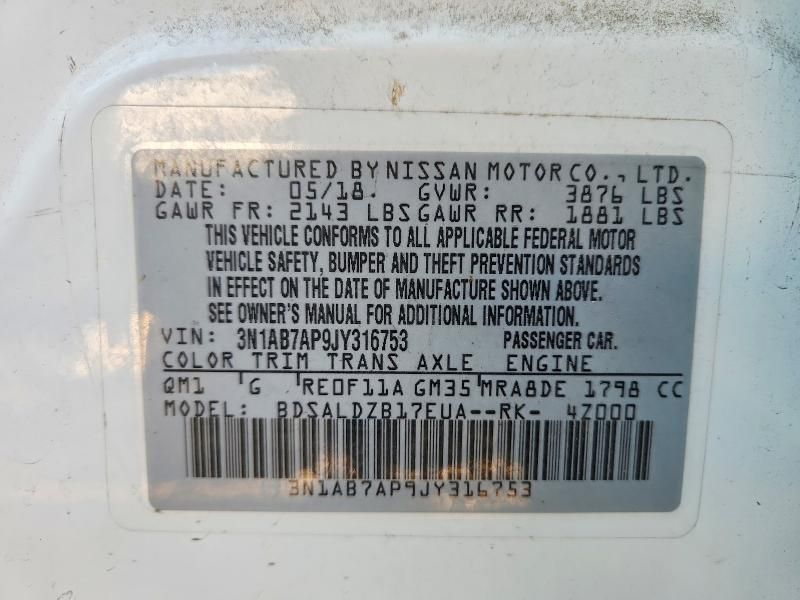 MANUFACTURED BY NISSAN MOTOR CO., LTD.
DATE: 05/18. GVWR: 3876 LBS
GAWR FR: 2143 LBS GAWR RR: 1881 LBS
THIS VEHICLE CONFORMS TO ALL APPLICABLE FEDERAL MOTOR
VEHICLE SAFETY, BUMPER AND THEFT PREVENTION STANDARDS
IN EFFECT ON THE DATE OF MANUFACTURE SHOWN ABOVE.
SEE OWNER'S MANUAL FOR ADDITIONAL INFORMATION.
VIN: 3N1AB7AP9JY316753 PASSENGER CAR.
COLOR TRIM TRANS AXLE ENGINE
QM1 G RE0F11A GM35 MRA8DE 1798 CC
MODEL: BDSALDZB17EUA--RK- 4Z000
3N1AB7AP9JY316753